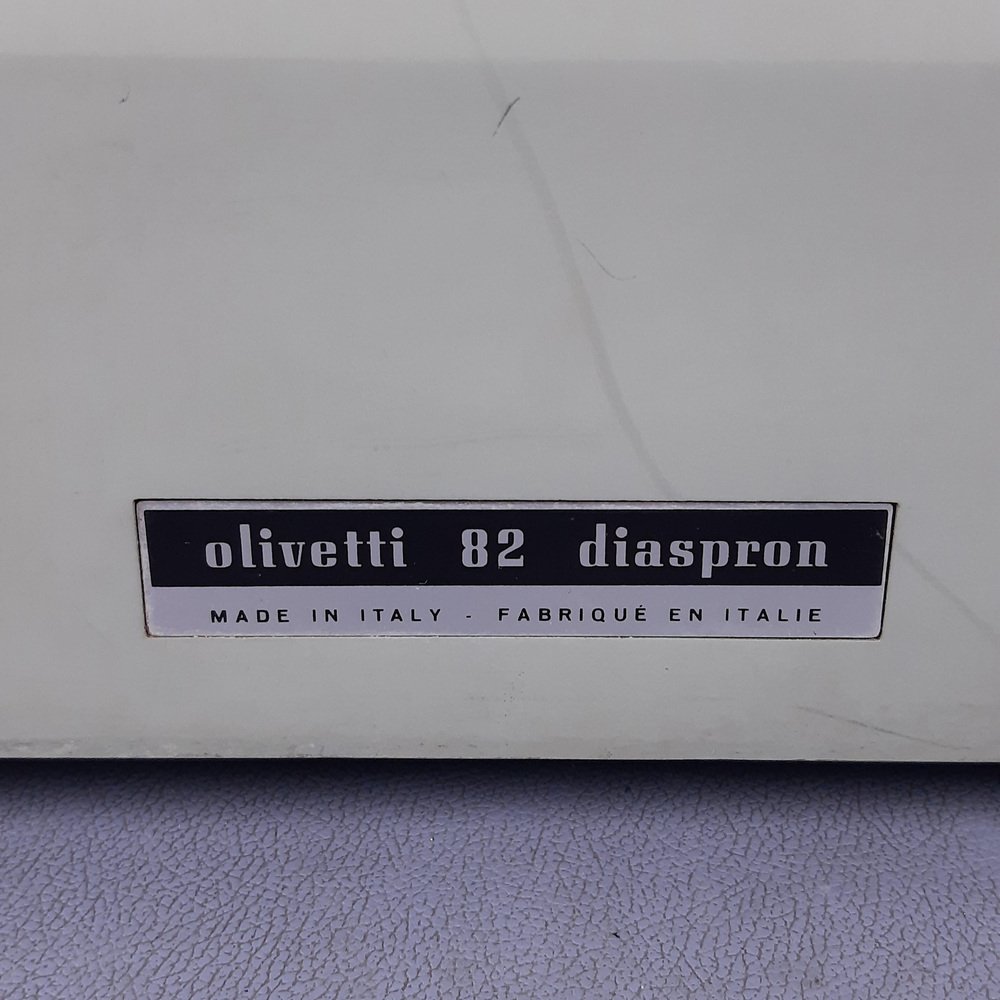 olivetti 82 diaspron
MADE IN ITALY - FABRIQUÉ EN ITALIE